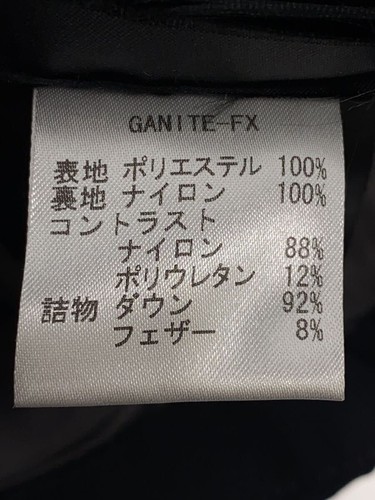 GANITE-FX
表地 ポリエステル 100%
裏地 ナイロン 100%
コントラスト
ナイロン 88%
ポリウレタン 12%
詰物 ダウン 92%
フェザー 8%